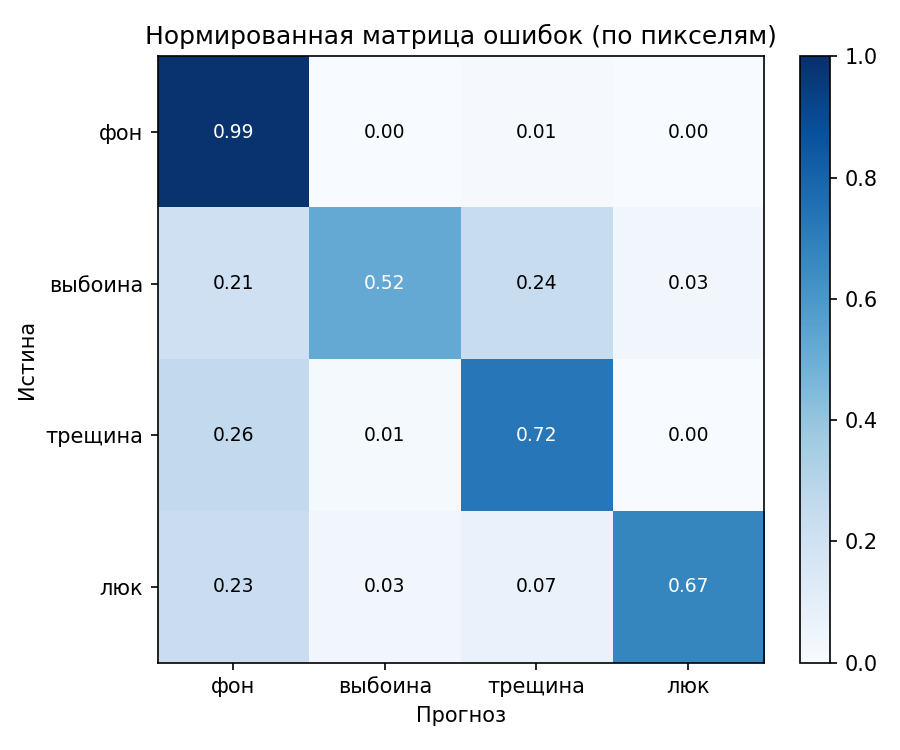 Нормированная матрица ошибок (по пикселям)
1.0
фон 0.99 0.00 0.01 0.00
0.8
выбоина 0.21 0.52 0.24 0.03
0.6
Истина
0.4
трещина 0.26 0.01 0.72 0.00
0.2
люк 0.23 0.03 0.07 0.67
0.0
фон выбоина трещина люк
Прогноз